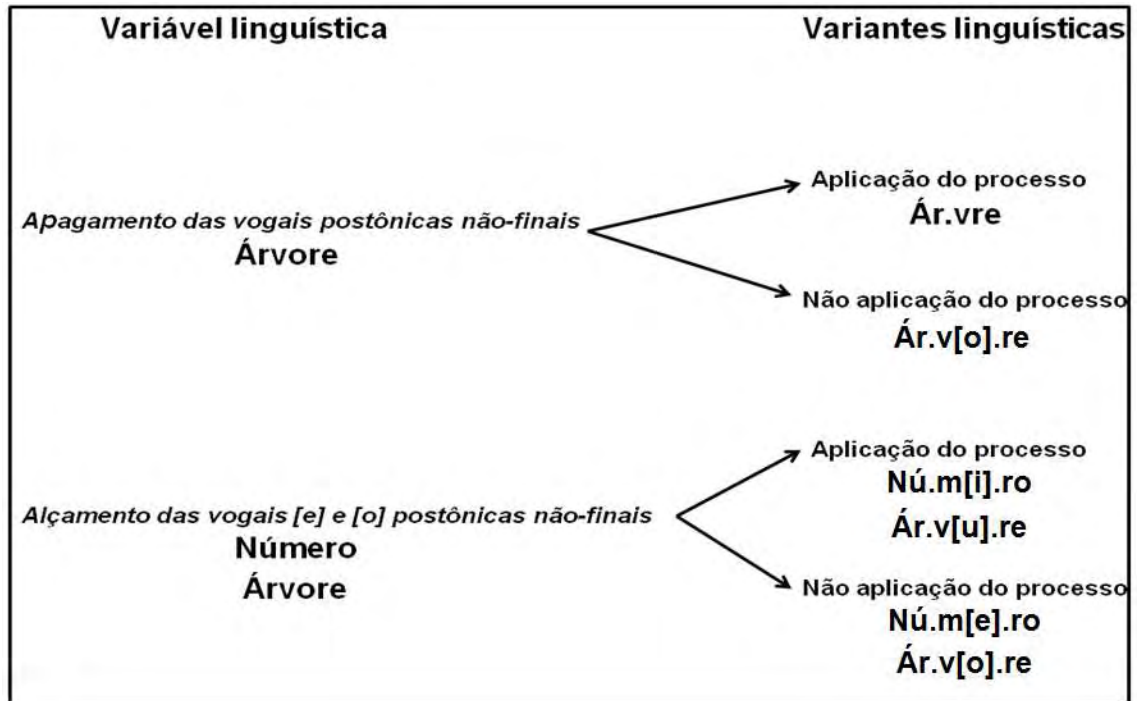 Variável linguística
Variantes linguísticas
Apagamento das vogais postônicas não-finais
Árvore
Aplicação do processo
Ár.vre
Não aplicação do processo
Ár.v[o].re
Alçamento das vogais [e] e [o] postônicas não-finais
Número
Árvore
Aplicação do processo
Nú.m[i].ro
Ár.v[u].re
Não aplicação do processo
Nú.m[e].ro
Ár.v[o].re